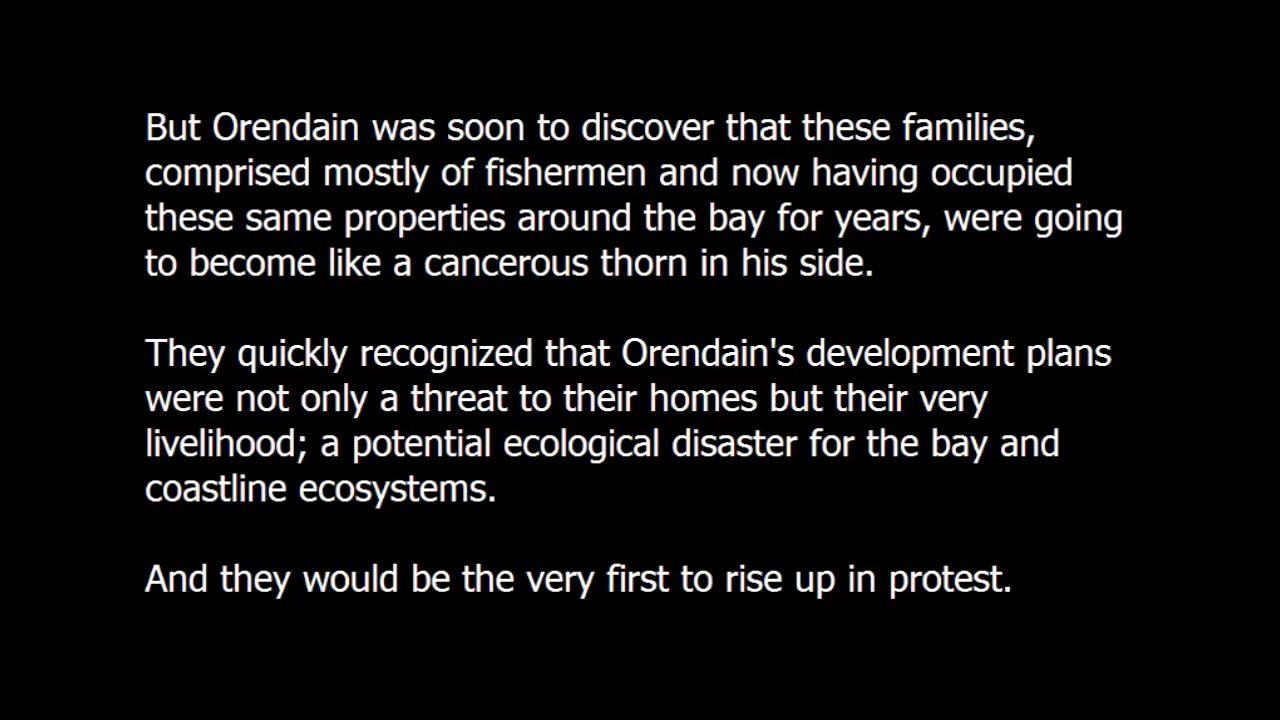 But Orendain was soon to discover that these families,
comprised mostly of fishermen and now having occupied
these same properties around the bay for years, were going
to become like a cancerous thorn in his side.
They quickly recognized that Orendain's development plans
were not only a threat to their homes but their very
livelihood; a potential ecological disaster for the bay and
coastline ecosystems.
And they would be the very first to rise up in protest.